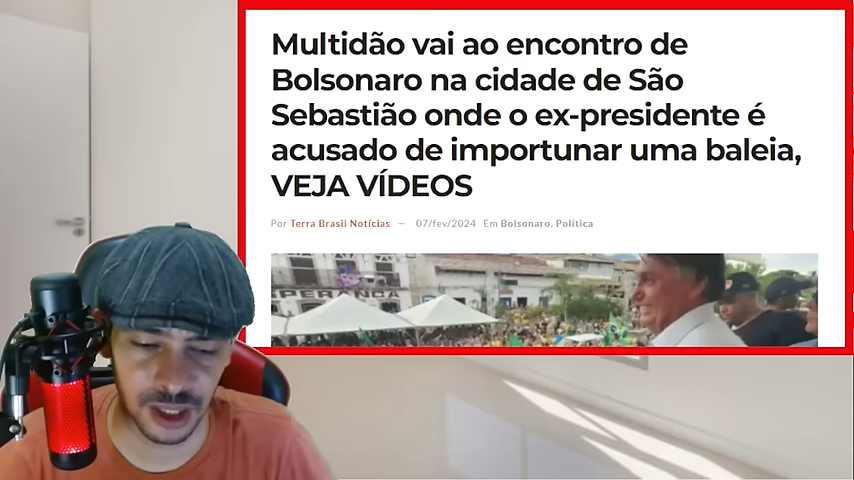 Multidão vai ao encontro de
Bolsonaro na cidade de São
Sebastião onde o ex-presidente é
acusado de importunar uma baleia,
VEJA VÍDEOS
Por Terra Brasil Notícias — 07/fev/2024 Em Bolsonaro, Política
PERANDA